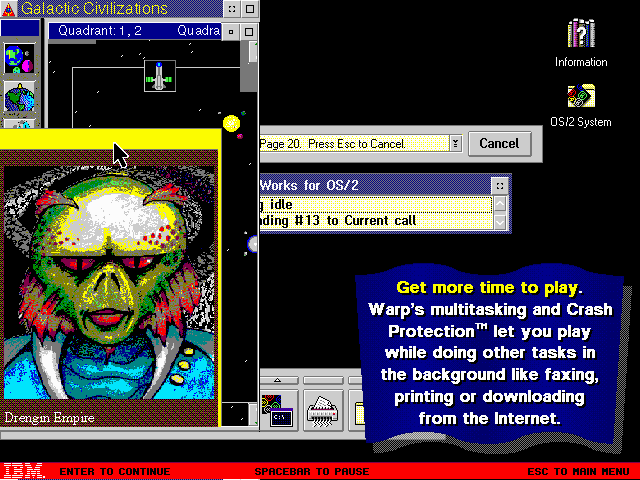 Galactic Civilizations
Quadrant: 1, 2 Quadra
Information
OS/2 System
Page 20. Press Esc to Cancel.
Cancel
Works for OS/2
g idle
nding #13 to Current call
Get more time to play.
Warp's multitasking and Crash
Protection™ let you play
while doing other tasks in
the background like faxing,
printing or downloading
from the Internet.
C:\
Drengin Empire
IBM. ENTER TO CONTINUE SPACEBAR TO PAUSE ESC TO MAIN MENU